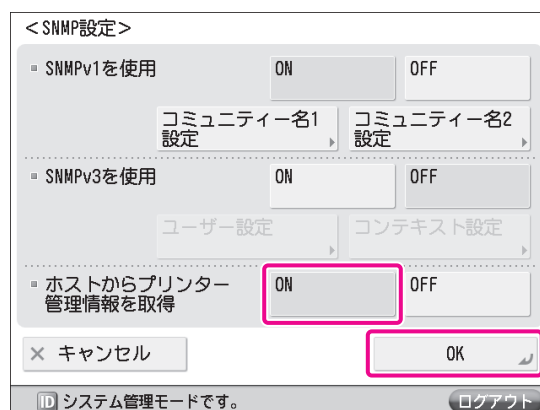 <SNMP設定>
SNMPv1を使用 ON OFF
コミュニティー名1 コミュニティー名2
設定 設定
SNMPv3を使用 ON OFF
ユーザー設定 コンテキスト設定
ホストからプリンター ON OFF
管理情報を取得
× キャンセル OK
ID システム管理モードです。 ログアウト